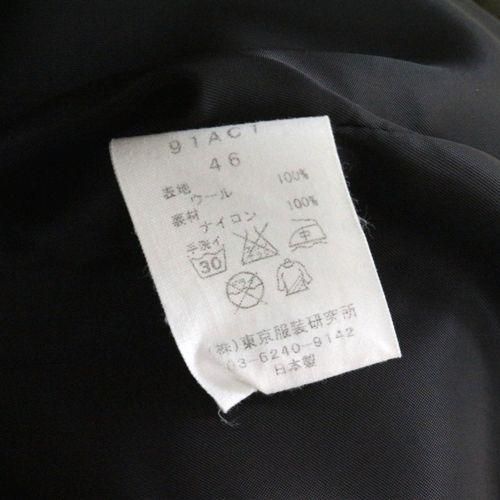 91AC1
46
表地
ウール 100%
裏材
ナイロン 100%
手洗イ
30
中
(株)東京服装研究所
03-6240-9142
日本製